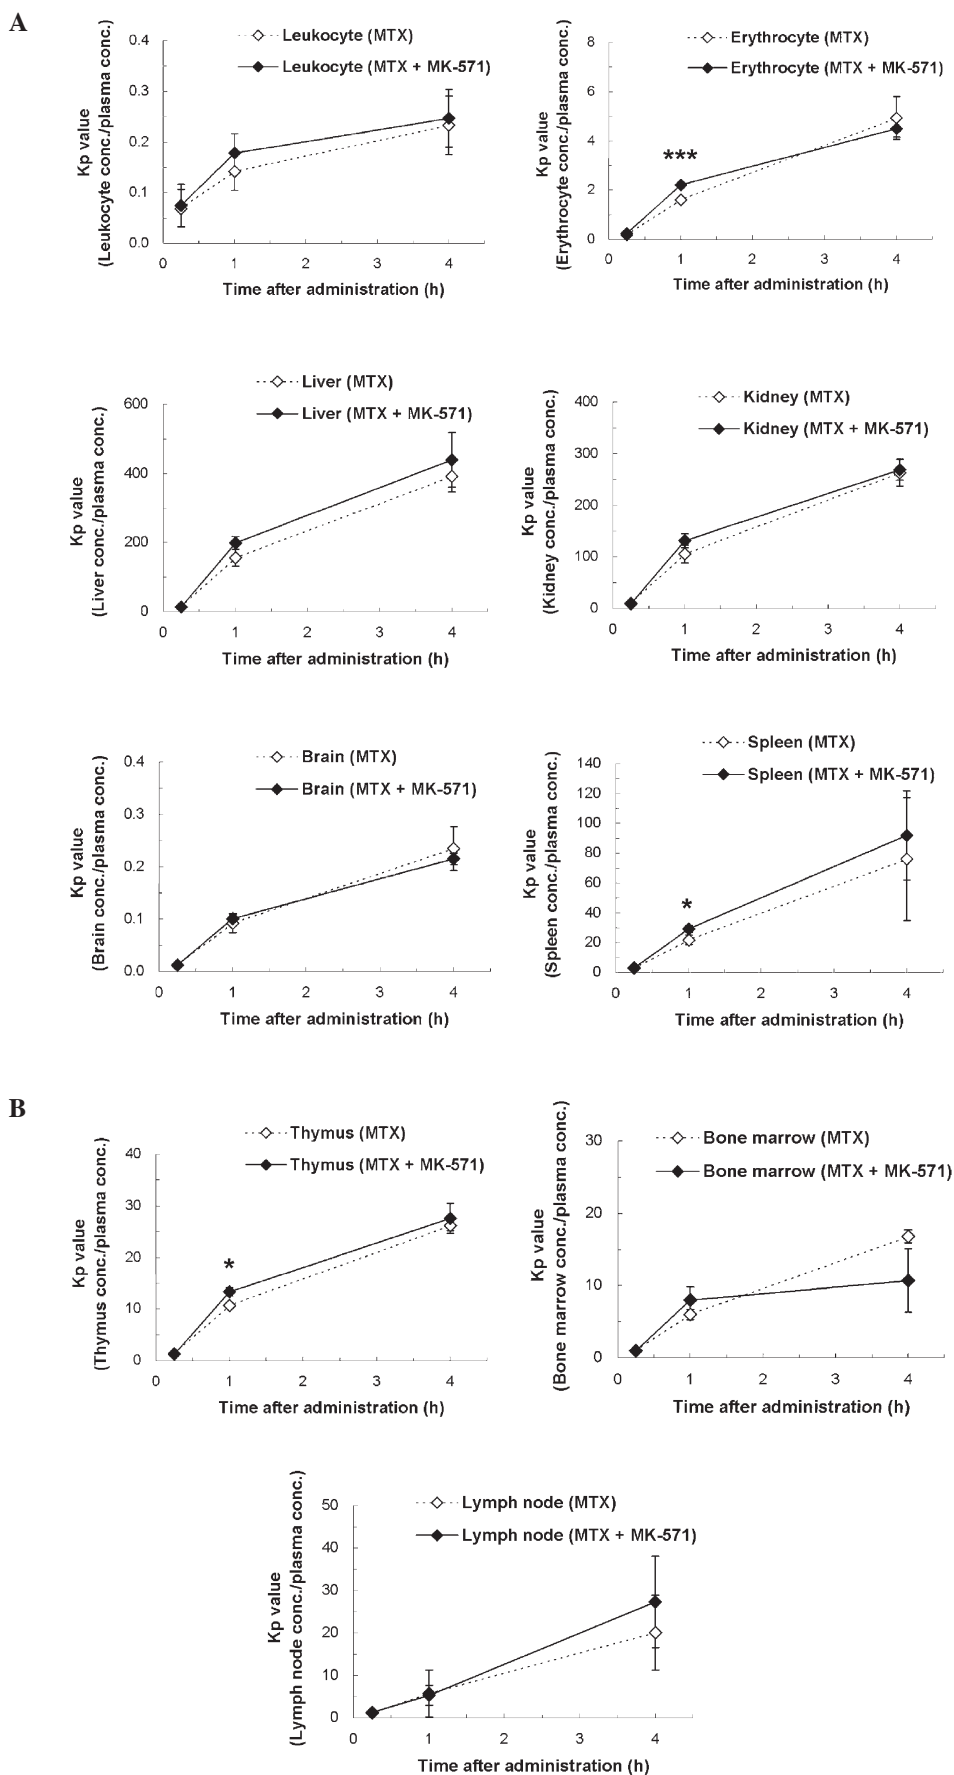 A
Leukocyte (MTX)
Leukocyte (MTX + MK-571)
Kp value
(Leukocyte conc./plasma conc.)
0.4
0.3
0.2
0.1
0.0
0 1 2 3 4
Time after administration (h)
Erythrocyte (MTX)
Erythrocyte (MTX + MK-571)
Kp value
(Erythrocyte conc./plasma conc.)
8
6
4
2
0
***
0 1 2 3 4
Time after administration (h)
Liver (MTX)
Liver (MTX + MK-571)
Kp value
(Liver conc./plasma conc.)
600
400
200
0
0 1 2 3 4
Time after administration (h)
Kidney (MTX)
Kidney (MTX + MK-571)
Kp value
(Kidney conc./plasma conc.)
400
300
200
100
0
0 1 2 3 4
Time after administration (h)
Brain (MTX)
Brain (MTX + MK-571)
Kp value
(Brain conc./plasma conc.)
0.4
0.3
0.2
0.1
0.0
0 1 2 3 4
Time after administration (h)
Spleen (MTX)
Spleen (MTX + MK-571)
Kp value
(Spleen conc./plasma conc.)
140
120
100
80
60
40
20
0
*
0 1 2 3 4
Time after administration (h)
B
Thymus (MTX)
Thymus (MTX + MK-571)
Kp value
(Thymus conc./plasma conc.)
40
30
20
10
0
*
0 1 2 3 4
Time after administration (h)
Bone marrow (MTX)
Bone marrow (MTX + MK-571)
Kp value
(Bone marrow conc./plasma conc.)
30
20
10
0
0 1 2 3 4
Time after administration (h)
Lymph node (MTX)
Lymph node (MTX + MK-571)
Kp value
(Lymph node conc./plasma conc.)
50
40
30
20
10
0
0 1 2 3 4
Time after administration (h)